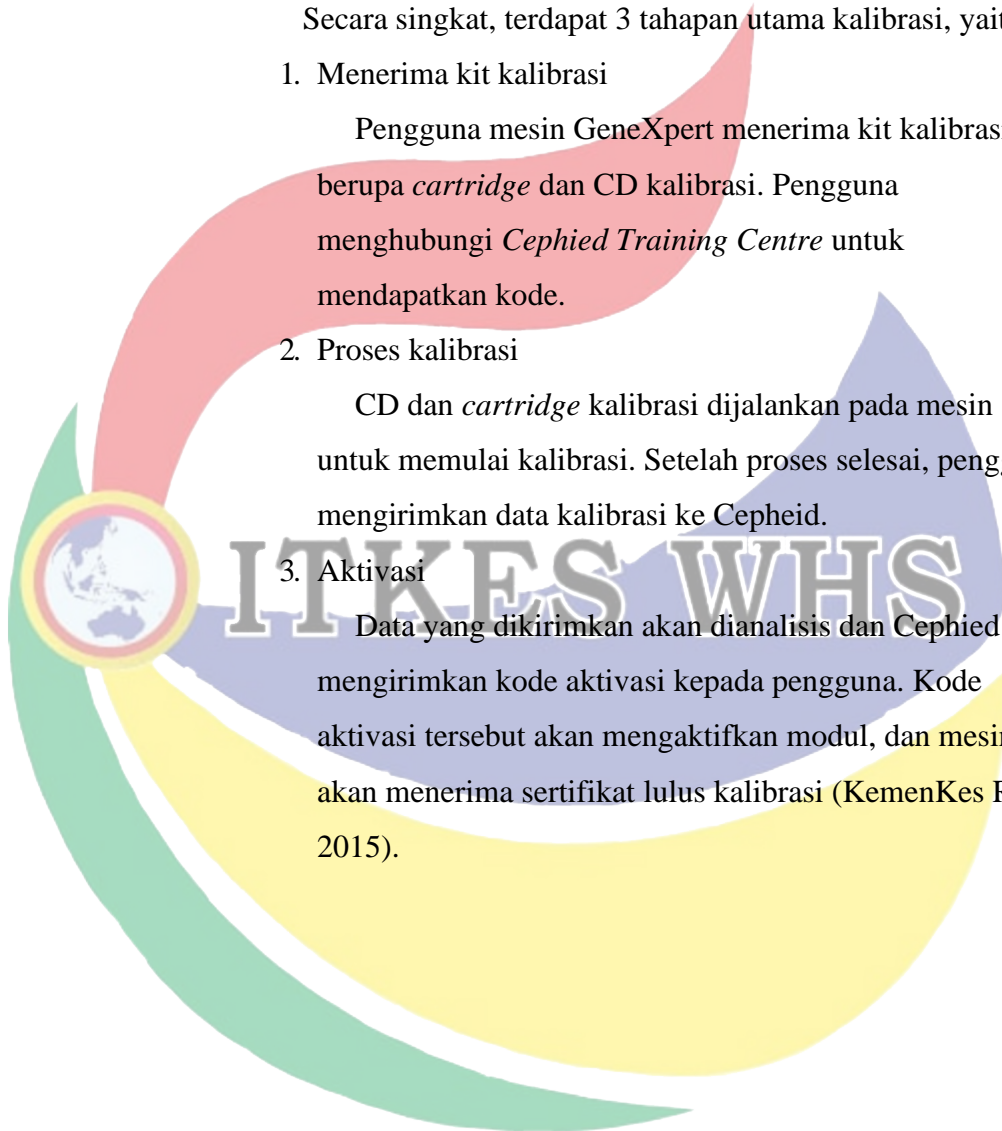 Secara singkat, terdapat 3 tahapan utama kalibrasi, yait
1. Menerima kit kalibrasi
Pengguna mesin GeneXpert menerima kit kalibrasi
berupa cartridge dan CD kalibrasi. Pengguna
menghubungi Cephied Training Centre untuk
mendapatkan kode.
2. Proses kalibrasi
CD dan cartridge kalibrasi dijalankan pada mesin
untuk memulai kalibrasi. Setelah proses selesai, pengg
mengirimkan data kalibrasi ke Cepheid.
ITKES WHS
3. Aktivasi
Data yang dikirimkan akan dianalisis dan Cephied
mengirimkan kode aktivasi kepada pengguna. Kode
aktivasi tersebut akan mengaktifkan modul, dan mesin
akan menerima sertifikat lulus kalibrasi (KemenKes
2015).